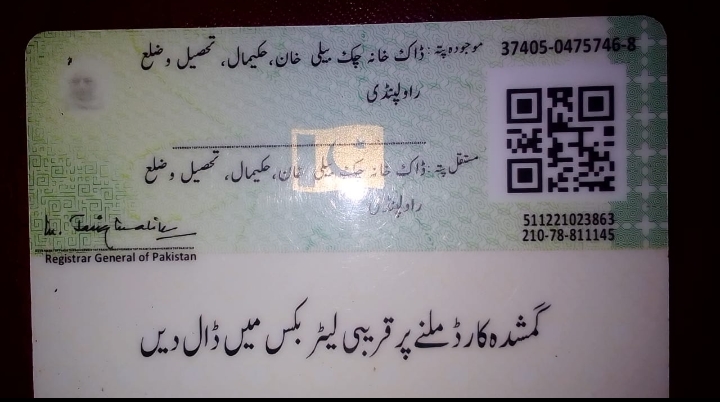 موجودہ پتہ: ڈاک خانہ چک بیلی خان، حکیمال، تحصیل و ضلع 37405-0475746-8
راولپنڈی
مستقل پتہ: ڈاک خانہ چک بیلی خان، حکیمال، تحصیل و ضلع
راولپنڈی
511221023863
210-78-811145
Registrar General of Pakistan
گمشدہ کارڈ ملنے پر قریبی لیٹر بکس میں ڈال دیں